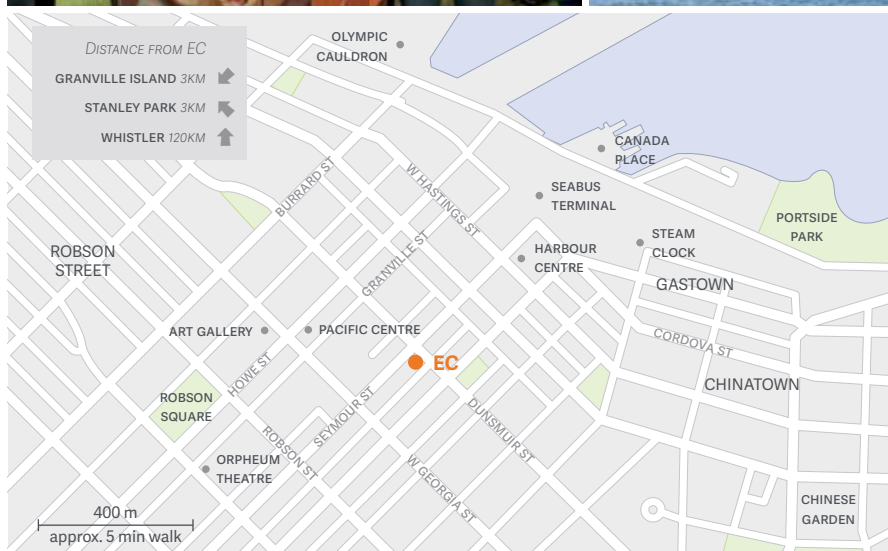 OLYMPIC
CAULDRON
DISTANCE FROM EC
GRANVILLE ISLAND 3KM
STANLEY PARK 3KM
WHISTLER 120KM
CANADA
PLACE
BURRARD ST
W HASTINGS ST
SEABUS
TERMINAL
PORTSIDE
PARK
ROBSON
STREET
GRANVILLE ST
HARBOUR
CENTRE
STEAM
CLOCK
GASTOWN
ART GALLERY
PACIFIC CENTRE
CORDOVA ST
EC
HOWE ST
CHINATOWN
ROBSON
SQUARE
SEYMOUR ST
DUNSMUIR ST
ROBSON ST
ORPHEUM
THEATRE
W GEORGIA ST
CHINESE
GARDEN
400 m
approx. 5 min walk